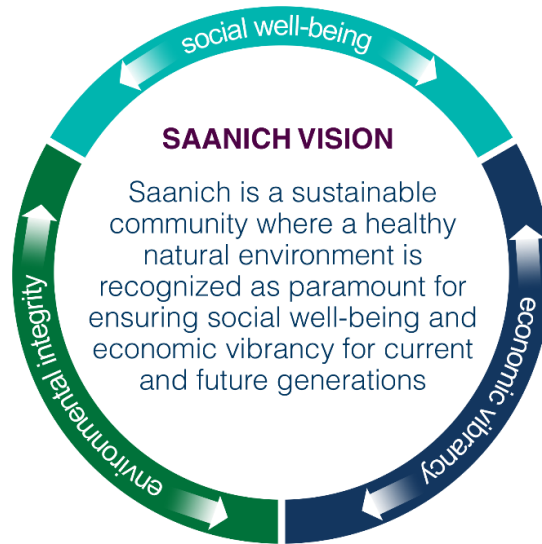 social well-being
SAANICH VISION
Saanich is a sustainable
community where a healthy
natural environment is
recognized as paramount for
ensuring social well-being and
economic vibrancy for current
and future generations
environmental integrity
economic vibrancy